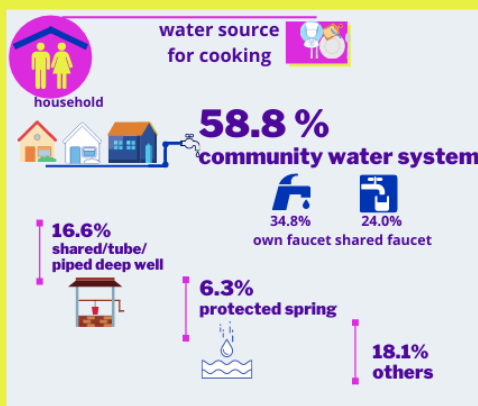 water source
for cooking
household
58.8 %
community water system
34.8%
24.0%
own faucet shared faucet
16.6%
shared/tube/
piped deep well
6.3%
protected spring
18.1%
others